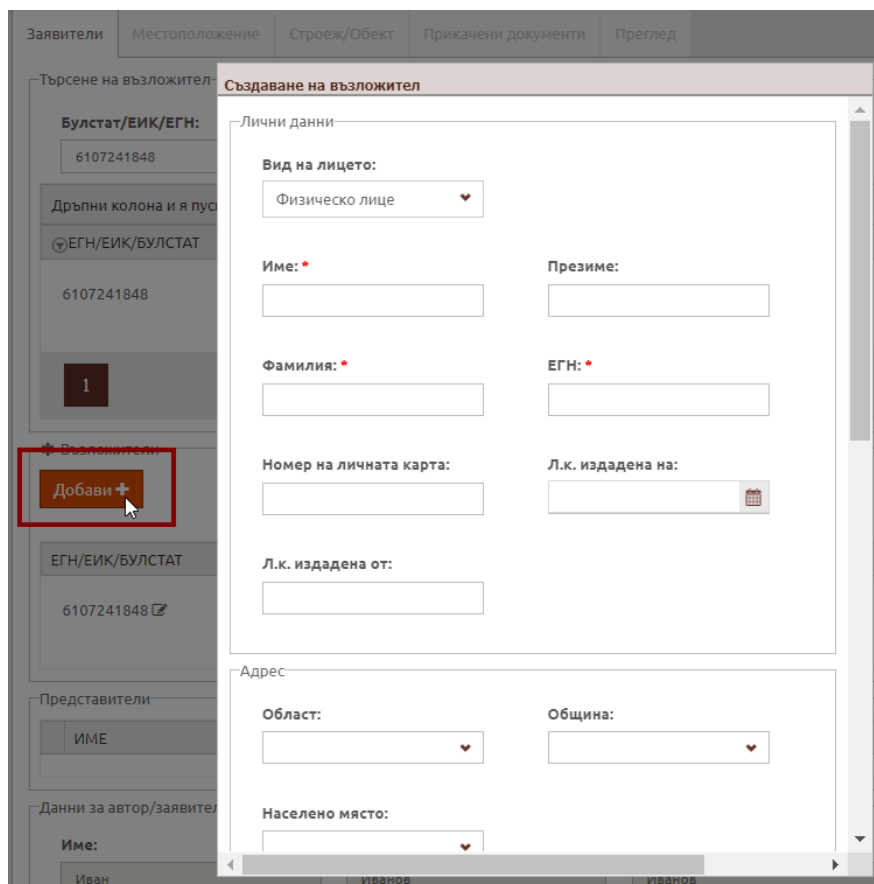 Заявители Местоположение Строеж/Обект Прикачени документи Преглед
Търсене на възложител
Булстат/ЕИК/ЕГН:
6107241848
Дръпни колона и я пус
ЕГН/ЕИК/БУЛСТАТ
6107241848
1
* Възложители
Добави
ЕГН/ЕИК/БУЛСТАТ
6107241848
Представители
ИМЕ
Данни за автор/заявител
Име:
Иван Иванов Иванов
Създаване на възложител
Лични данни
Вид на лицето:
Физическо лице
Име: * Презиме:
Фамилия: * ЕГН: *
Номер на личната карта: Л.к. издадена на:
Л.к. издадена от:
Адрес
Област: Община:
Населено място: